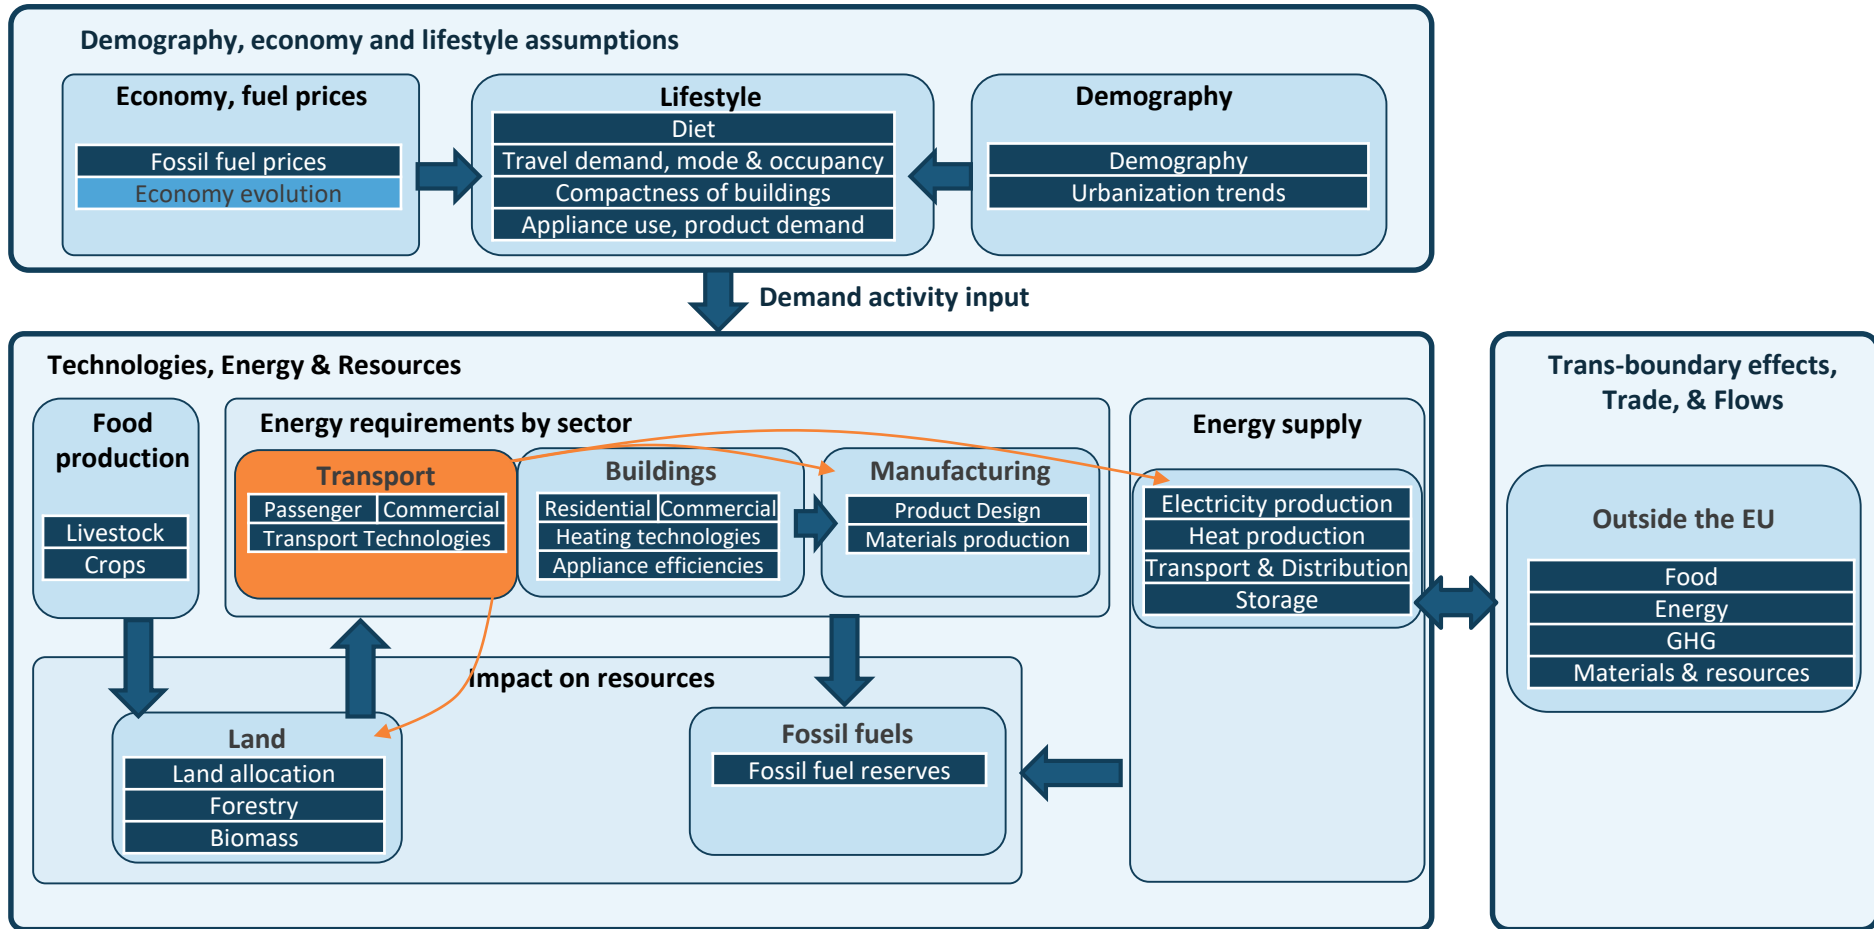 Demography, economy and lifestyle assumptions
Economy, fuel prices
Fossil fuel prices
Economy evolution
Lifestyle
Diet
Travel demand, mode & occupancy
Compactness of buildings
Appliance use, product demand
Demography
Demography
Urbanization trends
Demand activity input
Technologies, Energy & Resources
Food
production
Livestock
Crops
Energy requirements by sector
Transport
Passenger
Commercial
Transport Technologies
Buildings
Residential
Commercial
Heating technologies
Appliance efficiencies
Manufacturing
Product Design
Materials production
Energy supply
Electricity production
Heat production
Transport & Distribution
Storage
Impact on resources
Land
Land allocation
Forestry
Biomass
Fossil fuels
Fossil fuel reserves
Trans-boundary effects,
Trade, & Flows
Outside the EU
Food
Energy
GHG
Materials & resources